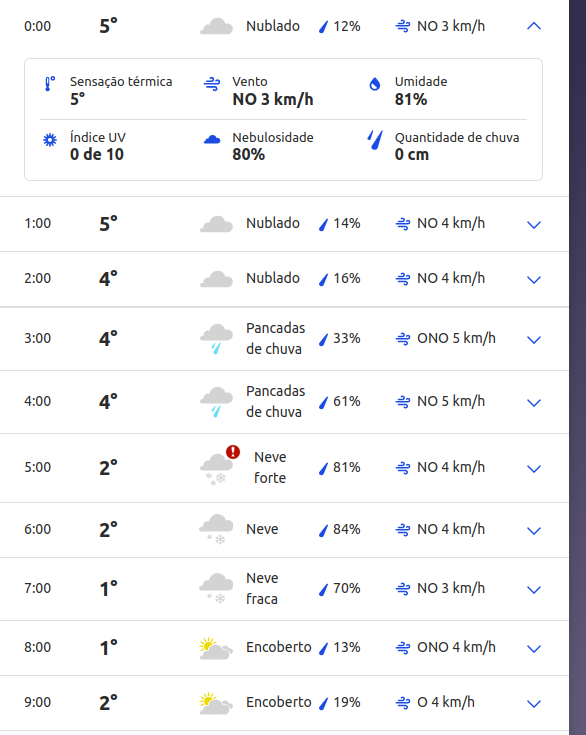 0:00 5° Nublado 12% NO 3 km/h
Sensação térmica Vento Umidade
5° NO 3 km/h 81%
Índice UV Nebulosidade Quantidade de chuva
0 de 10 80% 0 cm
1:00 5° Nublado 14% NO 4 km/h
2:00 4° Nublado 16% NO 4 km/h
3:00 4° Pancadas de chuva 33% ONO 5 km/h
4:00 4° Pancadas de chuva 61% NO 5 km/h
5:00 2° Neve forte 81% NO 4 km/h
6:00 2° Neve 84% NO 4 km/h
7:00 1° Neve fraca 70% NO 3 km/h
8:00 1° Encoberto 13% ONO 4 km/h
9:00 2° Encoberto 19% O 4 km/h